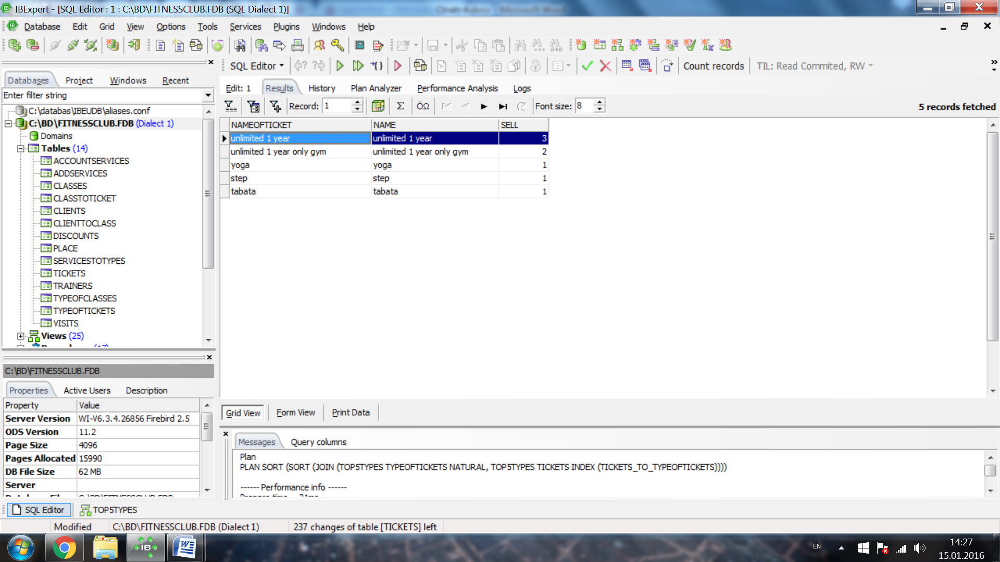 IBExpert - [SQL Editor : 1 : C:\BD\FITNESSCLUB.FDB (SQL Dialect 1)]
Database Edit Grid View Options Tools Services Plugins Windows Help
SQL Editor Count records TIL: Read Commited, RW
Databases Project Windows Recent
Enter filter string
C:\databas\IBEUDB\aliases.conf
C:\BD\FITNESSCLUB.FDB (Dialect 1)
Domains
Tables (14)
ACCOUNTSERVICES
ADDSERVICES
CLASSES
CLASSTOTICKET
CLIENTS
CLIENTTOCLASS
DISCOUNTS
PLACE
SERVICESTOTYPES
TICKETS
TRAINERS
TYPEOFCLASSES
TYPEOFTICKETS
VISITS
Views (25)
C:\BD\FITNESSCLUB.FDB
Properties Active Users Description
Property Value
Server Version WI-V6.3.4.26856 Firebird 2.5
ODS Version 11.2
Page Size 4096
Pages Allocated 15990
DB File Size 62 MB
Server
Edit: 1 Results History Plan Analyzer Performance Analysis Logs
Record: 1 Σ ÖΩ Font size: 8 5 records fetched
NAMEOFTICKET NAME SELL
unlimited 1 year unlimited 1 year 3
unlimited 1 year only gym unlimited 1 year only gym 2
yoga yoga 1
step step 1
tabata tabata 1
Grid View Form View Print Data
Messages Query columns
Plan
PLAN SORT (SORT (JOIN (TOP5TYPES TYPEOFTICKETS NATURAL, TOP5TYPES TICKETS INDEX (TICKETS_TO_TYPEOFTICKETS))))
------ Performance info ------
SQL Editor TOP5TYPES
Modified C:\BD\FITNESSCLUB.FDB (Dialect 1) 237 changes of table [TICKETS] left
IB
EN
14:27
15.01.2016